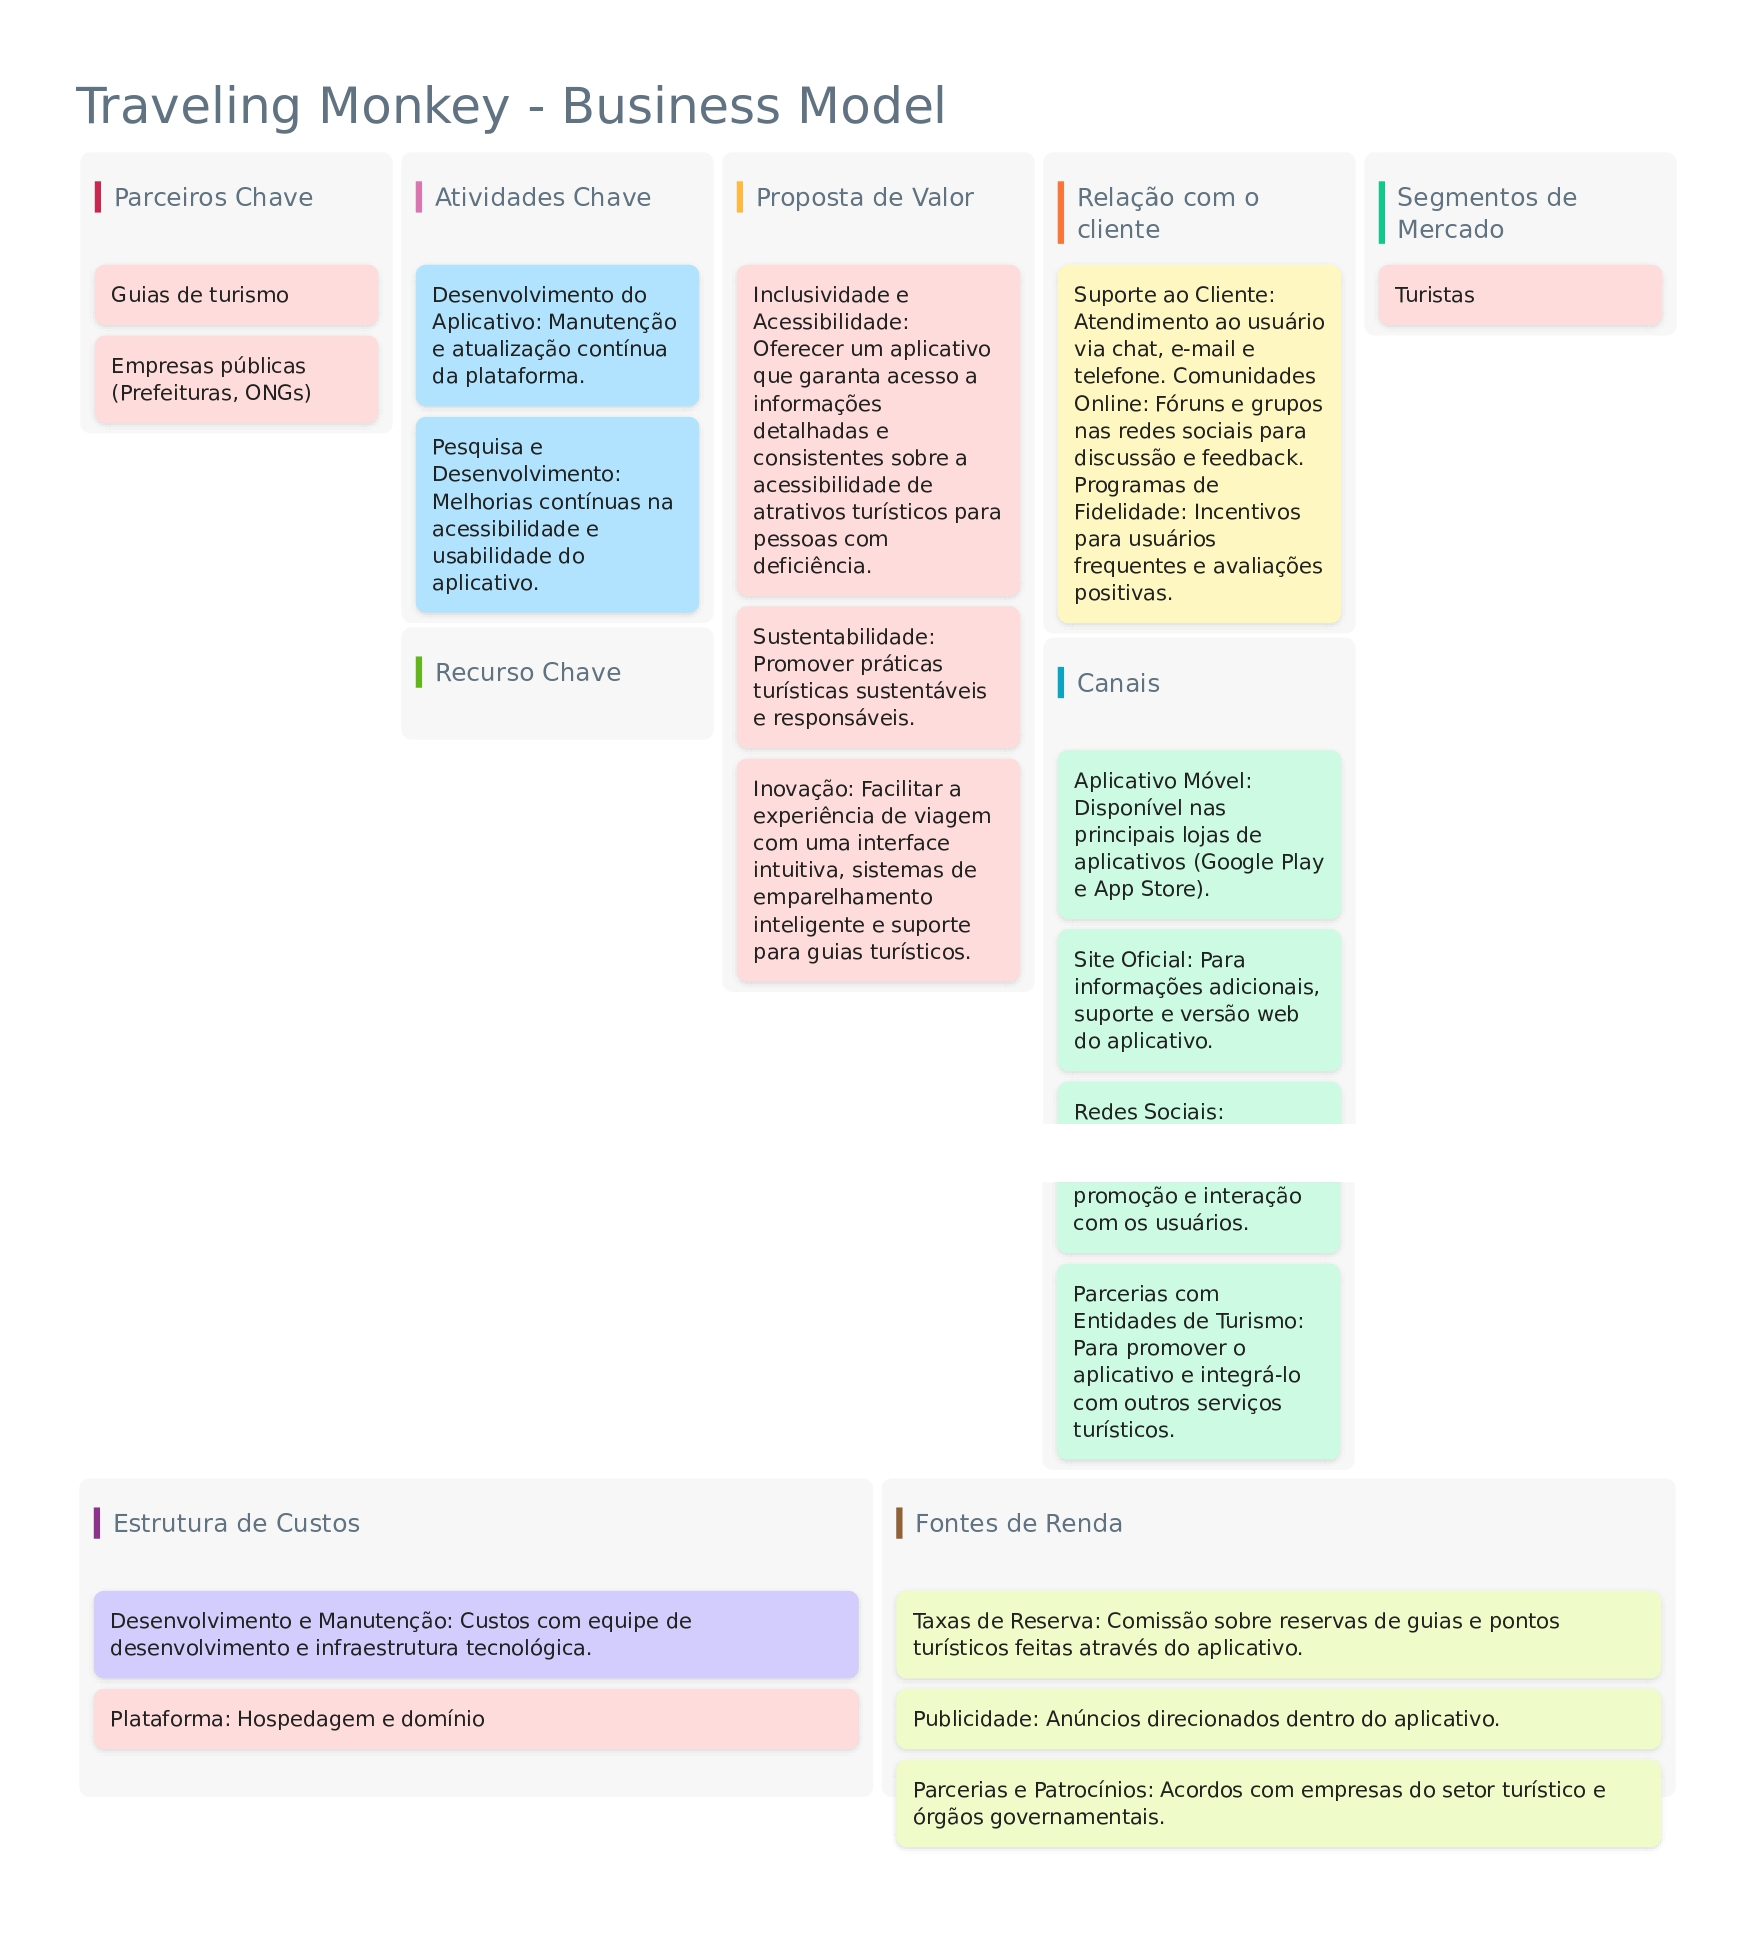 Traveling Monkey - Business Model
Parceiros Chave
Guias de turismo
Empresas públicas
(Prefeituras, ONGs)
Atividades Chave
Desenvolvimento do
Aplicativo: Manutenção
e atualização contínua
da plataforma.
Pesquisa e
Desenvolvimento:
Melhorias contínuas na
acessibilidade e
usabilidade do
aplicativo.
Recurso Chave
Proposta de Valor
Inclusividade e
Acessibilidade:
Oferecer um aplicativo
que garanta acesso a
informações
detalhadas e
consistentes sobre a
acessibilidade de
atrativos turísticos para
pessoas com
deficiência.
Sustentabilidade:
Promover práticas
turísticas sustentáveis
e responsáveis.
Inovação: Facilitar a
experiência de viagem
com uma interface
intuitiva, sistemas de
emparelhamento
inteligente e suporte
para guias turísticos.
Relação com o
cliente
Suporte ao Cliente:
Atendimento ao usuário
via chat, e-mail e
telefone. Comunidades
Online: Fóruns e grupos
nas redes sociais para
discussão e feedback.
Programas de
Fidelidade: Incentivos
para usuários
frequentes e avaliações
positivas.
Canais
Aplicativo Móvel:
Disponível nas
principais lojas de
aplicativos (Google Play
e App Store).
Site Oficial: Para
informações adicionais,
suporte e versão web
do aplicativo.
Redes Sociais:
promoção e interação
com os usuários.
Parcerias com
Entidades de Turismo:
Para promover o
aplicativo e integrá-lo
com outros serviços
turísticos.
Segmentos de
Mercado
Turistas
Estrutura de Custos
Desenvolvimento e Manutenção: Custos com equipe de
desenvolvimento e infraestrutura tecnológica.
Plataforma: Hospedagem e domínio
Fontes de Renda
Taxas de Reserva: Comissão sobre reservas de guias e pontos
turísticos feitas através do aplicativo.
Publicidade: Anúncios direcionados dentro do aplicativo.
Parcerias e Patrocínios: Acordos com empresas do setor turístico e
órgãos governamentais.